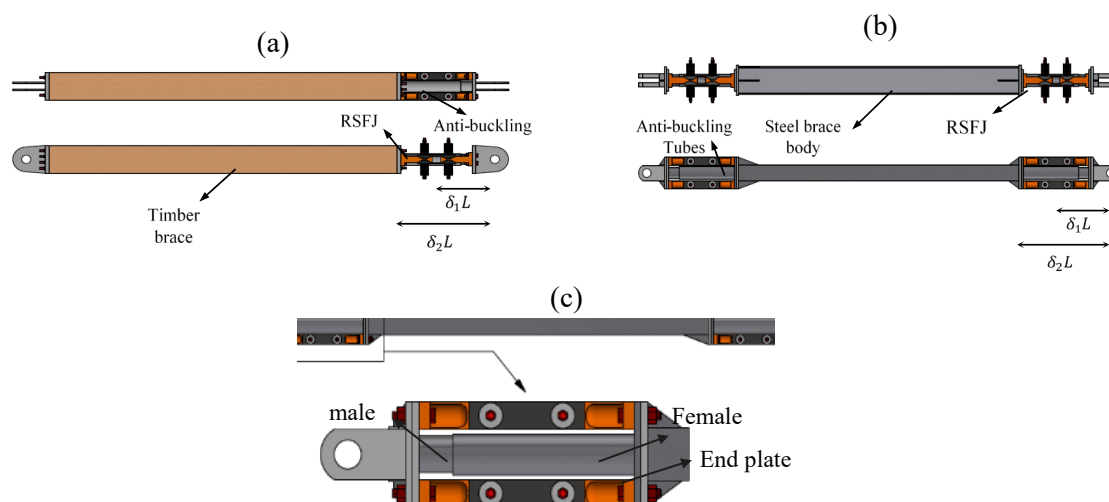 (a)
RSFJ
Anti-buckling
Timber
brace
δ₁L
δ₂L
(b)
Anti-buckling
Tubes
Steel brace
body
RSFJ
δ₁L
δ₂L
(c)
male
Female
End plate